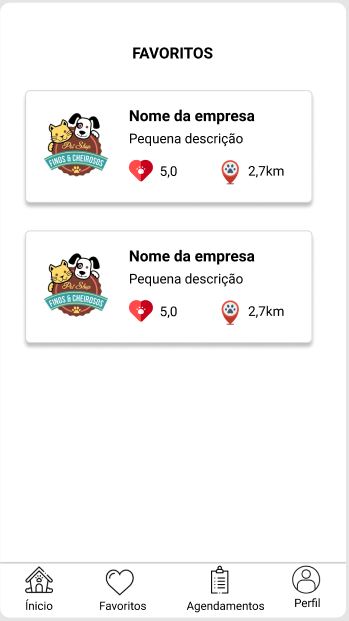 FAVORITOS
Nome da empresa
Pequena descrição
Pet Shop
FINOS & CHEIROSOS
5,0
2,7km
Nome da empresa
Pequena descrição
Pet Shop
FINOS & CHEIROSOS
5,0
2,7km
Ínicio
Favoritos
Agendamentos
Perfil